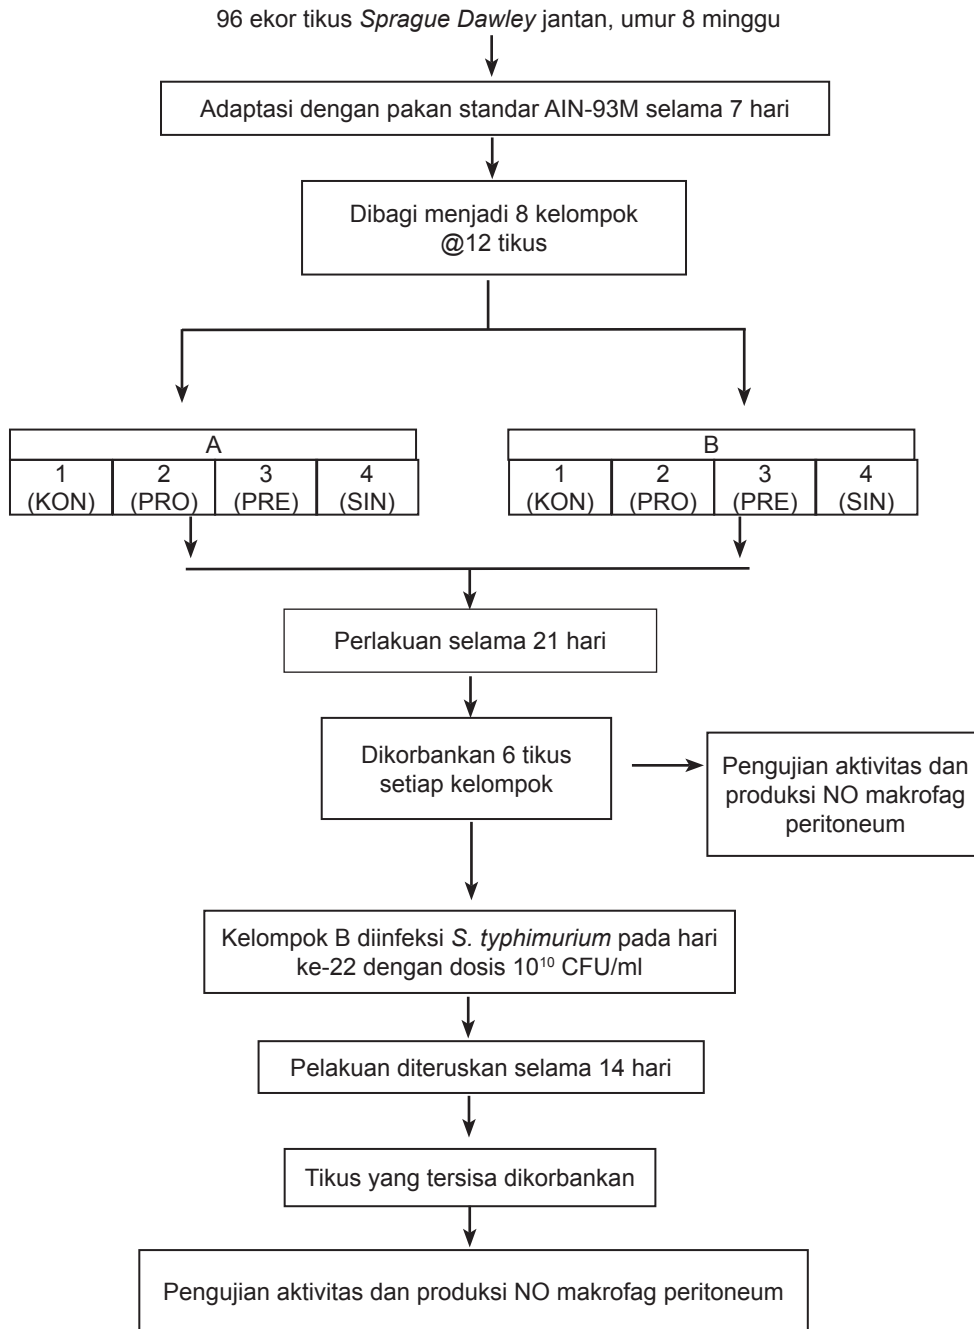 96 ekor tikus Sprague Dawley jantan, umur 8 minggu
Adaptasi dengan pakan standar AIN-93M selama 7 hari
Dibagi menjadi 8 kelompok
@12 tikus
A
1 2 3 4
(KON) (PRO) (PRE) (SIN)
B
1 2 3 4
(KON) (PRO) (PRE) (SIN)
Perlakuan selama 21 hari
Dikorbankan 6 tikus
setiap kelompok
Pengujian aktivitas dan
produksi NO makrofag
peritoneum
Kelompok B diinfeksi S. typhimurium pada hari
ke-22 dengan dosis 10¹⁰ CFU/ml
Pelakuan diteruskan selama 14 hari
Tikus yang tersisa dikorbankan
Pengujian aktivitas dan produksi NO makrofag peritoneum